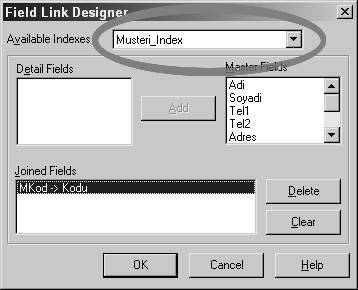 Field Link Designer
Available Indexes
Musteri_Index
Detail Fields
Master Fields
Add
Adi
Soyadi
Tel1
Tel2
Adres
Joined Fields
MKod -> Kodu
Delete
Clear
OK
Cancel
Help